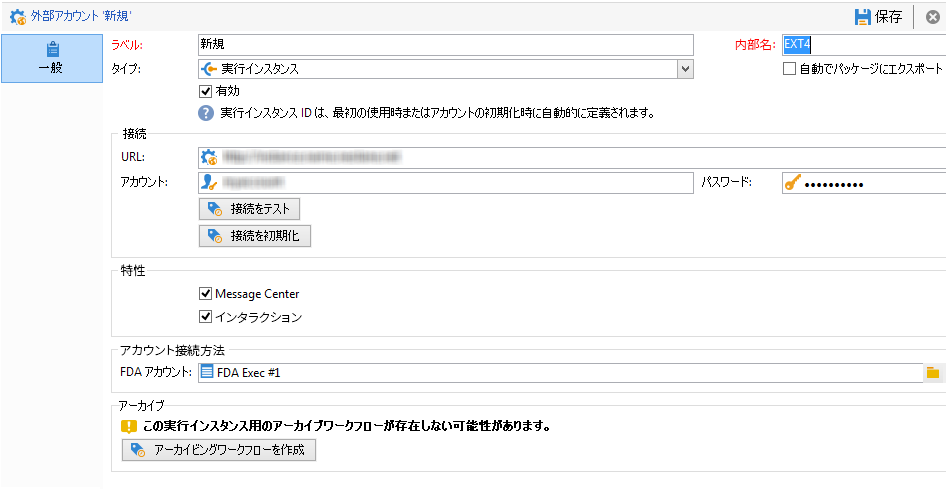 外部アカウント '新規'
保存
一般
ラベル: 新規 内部名: EXT4
タイプ: 実行インスタンス 自動でパッケージにエクスポート
有効
実行インスタンス ID は、最初の使用時またはアカウントの初期化時に自動的に定義されます。
接続
URL:
アカウント: パスワード: ••••••••••
接続をテスト
接続を初期化
特性
Message Center
インタラクション
アカウント接続方法
FDA アカウント: FDA Exec #1
アーカイブ
この実行インスタンス用のアーカイブワークフローが存在しない可能性があります。
アーカイビングワークフローを作成